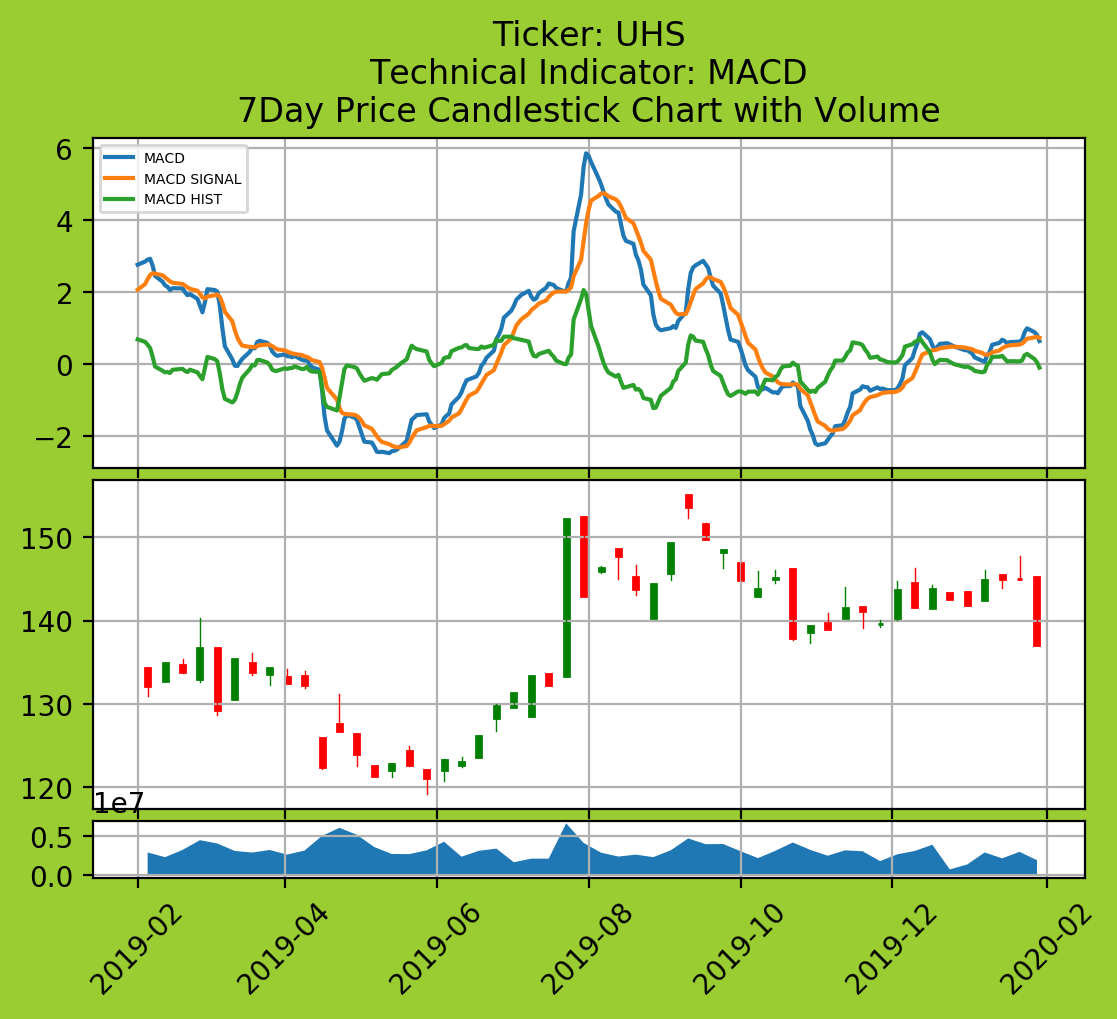 Ticker: UHS
Technical Indicator: MACD
7Day Price Candlestick Chart with Volume
6
4
2
0
−2
MACD
MACD SIGNAL
MACD HIST
150
140
130
120
1e7
0.5
0.0
2019-02
2019-04
2019-06
2019-08
2019-10
2019-12
2020-02